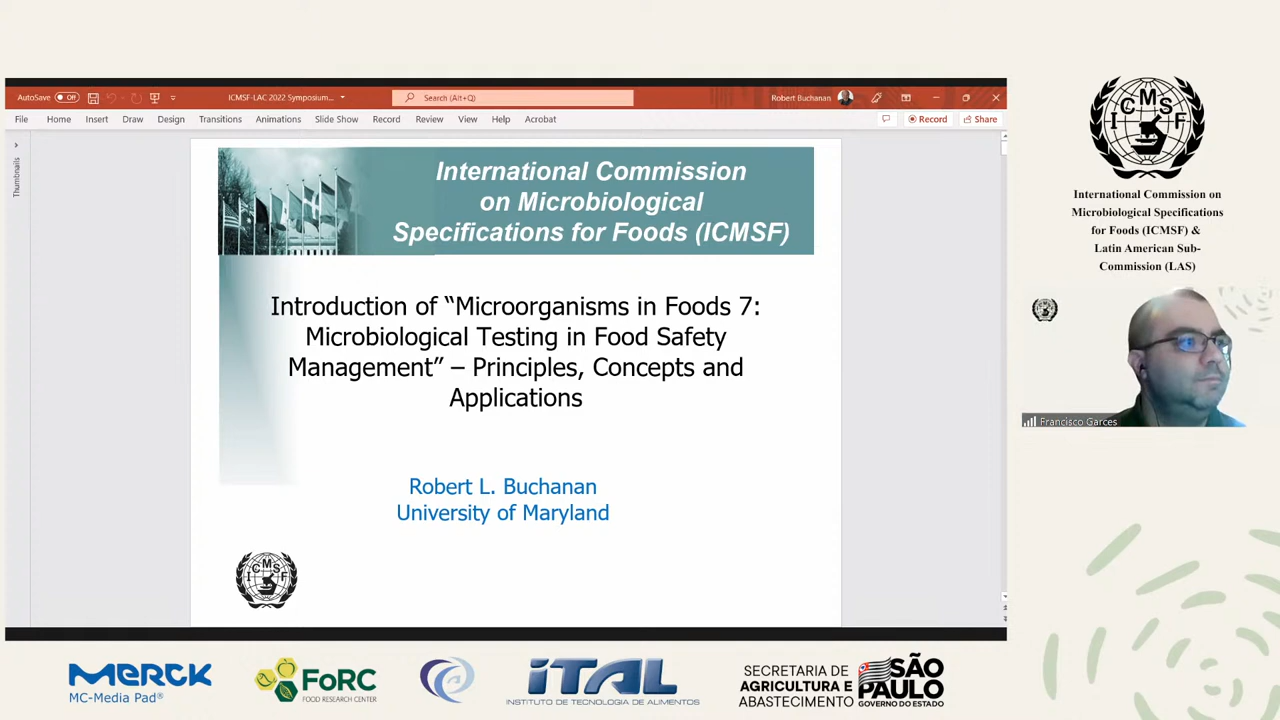 AutoSave Off
ICMSF-LAC 2022 Symposium...
Search (Alt+Q)
Robert Buchanan
File Home Insert Draw Design Transitions Animations Slide Show Record Review View Help Acrobat
Record
Share
Thumbnails
International Commission
on Microbiological
Specifications for Foods (ICMSF)
Introduction of “Microorganisms in Foods 7:
Microbiological Testing in Food Safety
Management” – Principles, Concepts and
Applications
Robert L. Buchanan
University of Maryland
ICMSF
ICMSF
International Commission on
Microbiological Specifications
for Foods (ICMSF) &
Latin American Sub-
Commission (LAS)
Francisco Garces
MERCK
MC-Media Pad®
FoRC
FOOD RESEARCH CENTER
iTAL
INSTITUTO DE TECNOLOGIA DE ALIMENTOS
SECRETARIA DE
AGRICULTURA E
ABASTECIMENTO
SÃO
PAULO
GOVERNO DO ESTADO